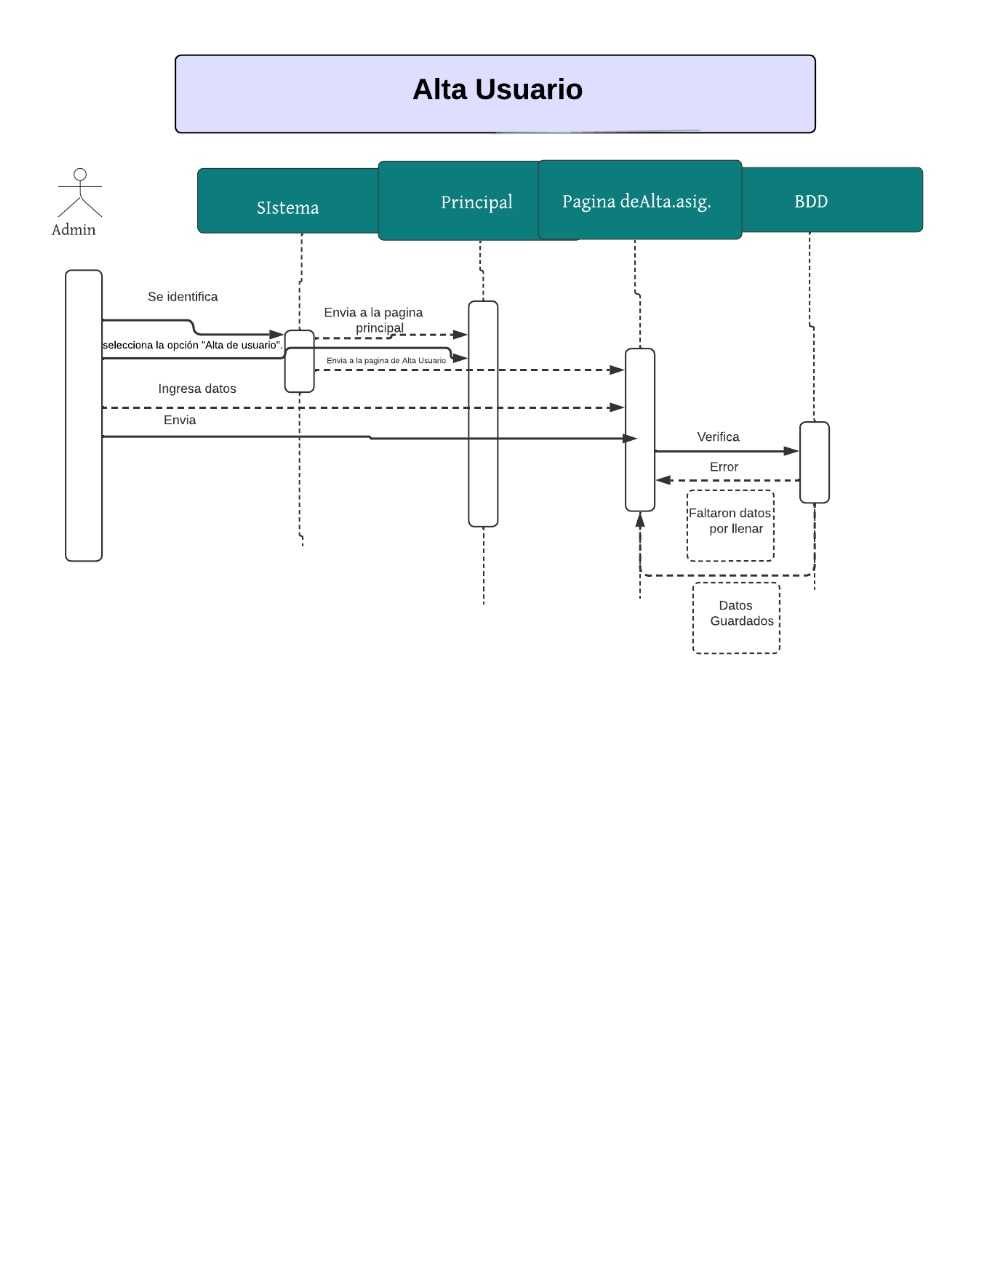 Alta Usuario
Admin
SIstema
Principal
Pagina deAlta.asig.
BDD
Se identifica
Envia a la pagina
principal
selecciona la opción "Alta de usuario".
Envia a la pagina de Alta Usuario
Ingresa datos
Envia
Verifica
Error
Faltaron datos
por llenar
Datos
Guardados